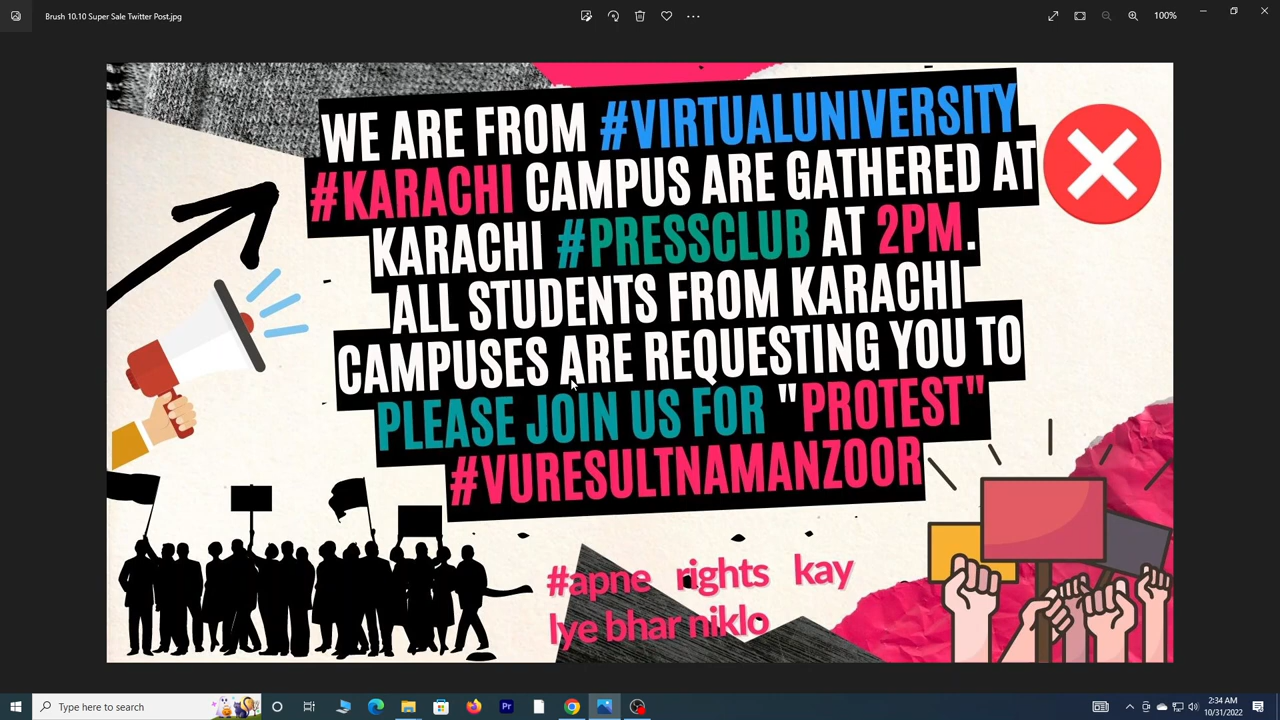 Brush 10.10 Super Sale Twitter Post.jpg
100%
WE ARE FROM #VIRTUALUNIVERSITY
#KARACHI CAMPUS ARE GATHERED AT
KARACHI #PRESSCLUB AT 2PM.
ALL STUDENTS FROM KARACHI
CAMPUSES ARE REQUESTING YOU TO
PLEASE JOIN US FOR "PROTEST"
#VURESULTNAMANZOOR
#apne rights kay
lye bhar niklo
Type here to search
Pr
2:34 AM
10/31/2022